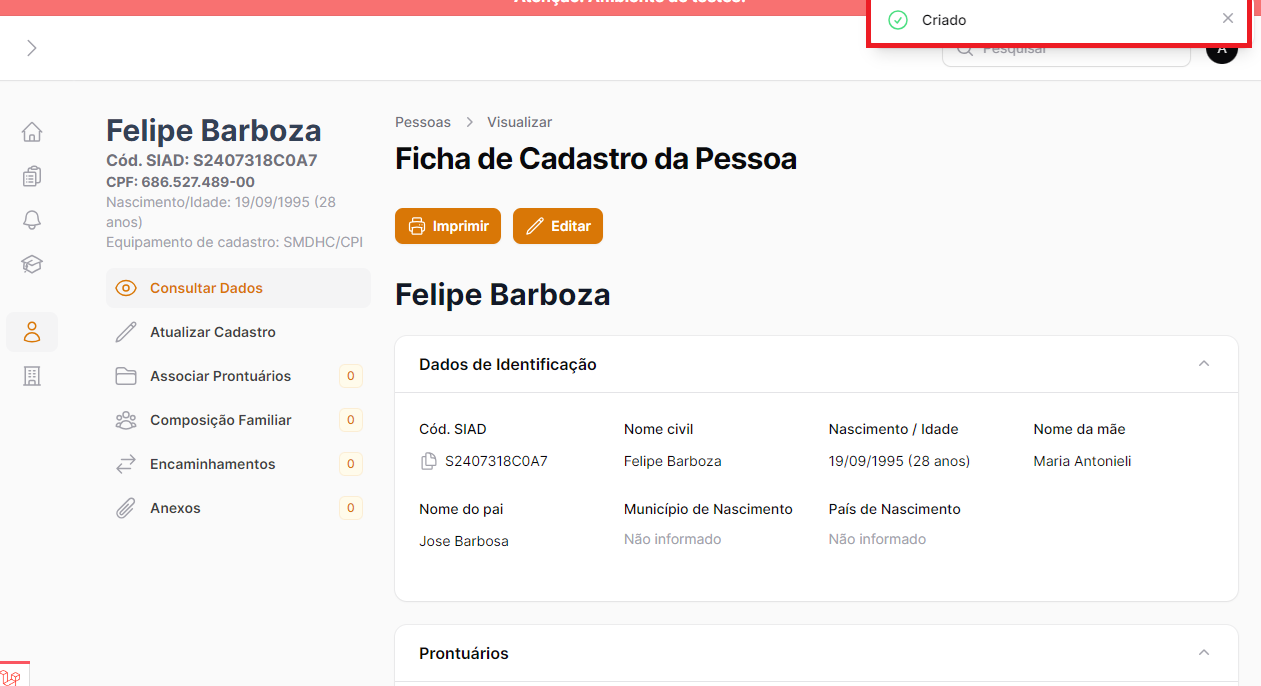 Atenção: Ambiente de testes.
Criado
Pesquisar
A
Felipe Barboza
Cód. SIAD: S2407318C0A7
CPF: 686.527.489-00
Nascimento/Idade: 19/09/1995 (28
anos)
Equipamento de cadastro: SMDHC/CPI
Consultar Dados
Atualizar Cadastro
Associar Prontuários 0
Composição Familiar 0
Encaminhamentos 0
Anexos 0
Pessoas Visualizar
Ficha de Cadastro da Pessoa
Imprimir Editar
Felipe Barboza
Dados de Identificação
Cód. SIAD Nome civil Nascimento / Idade Nome da mãe
S2407318C0A7 Felipe Barboza 19/09/1995 (28 anos) Maria Antonieli
Nome do pai Município de Nascimento País de Nascimento
Jose Barbosa Não informado Não informado
Prontuários